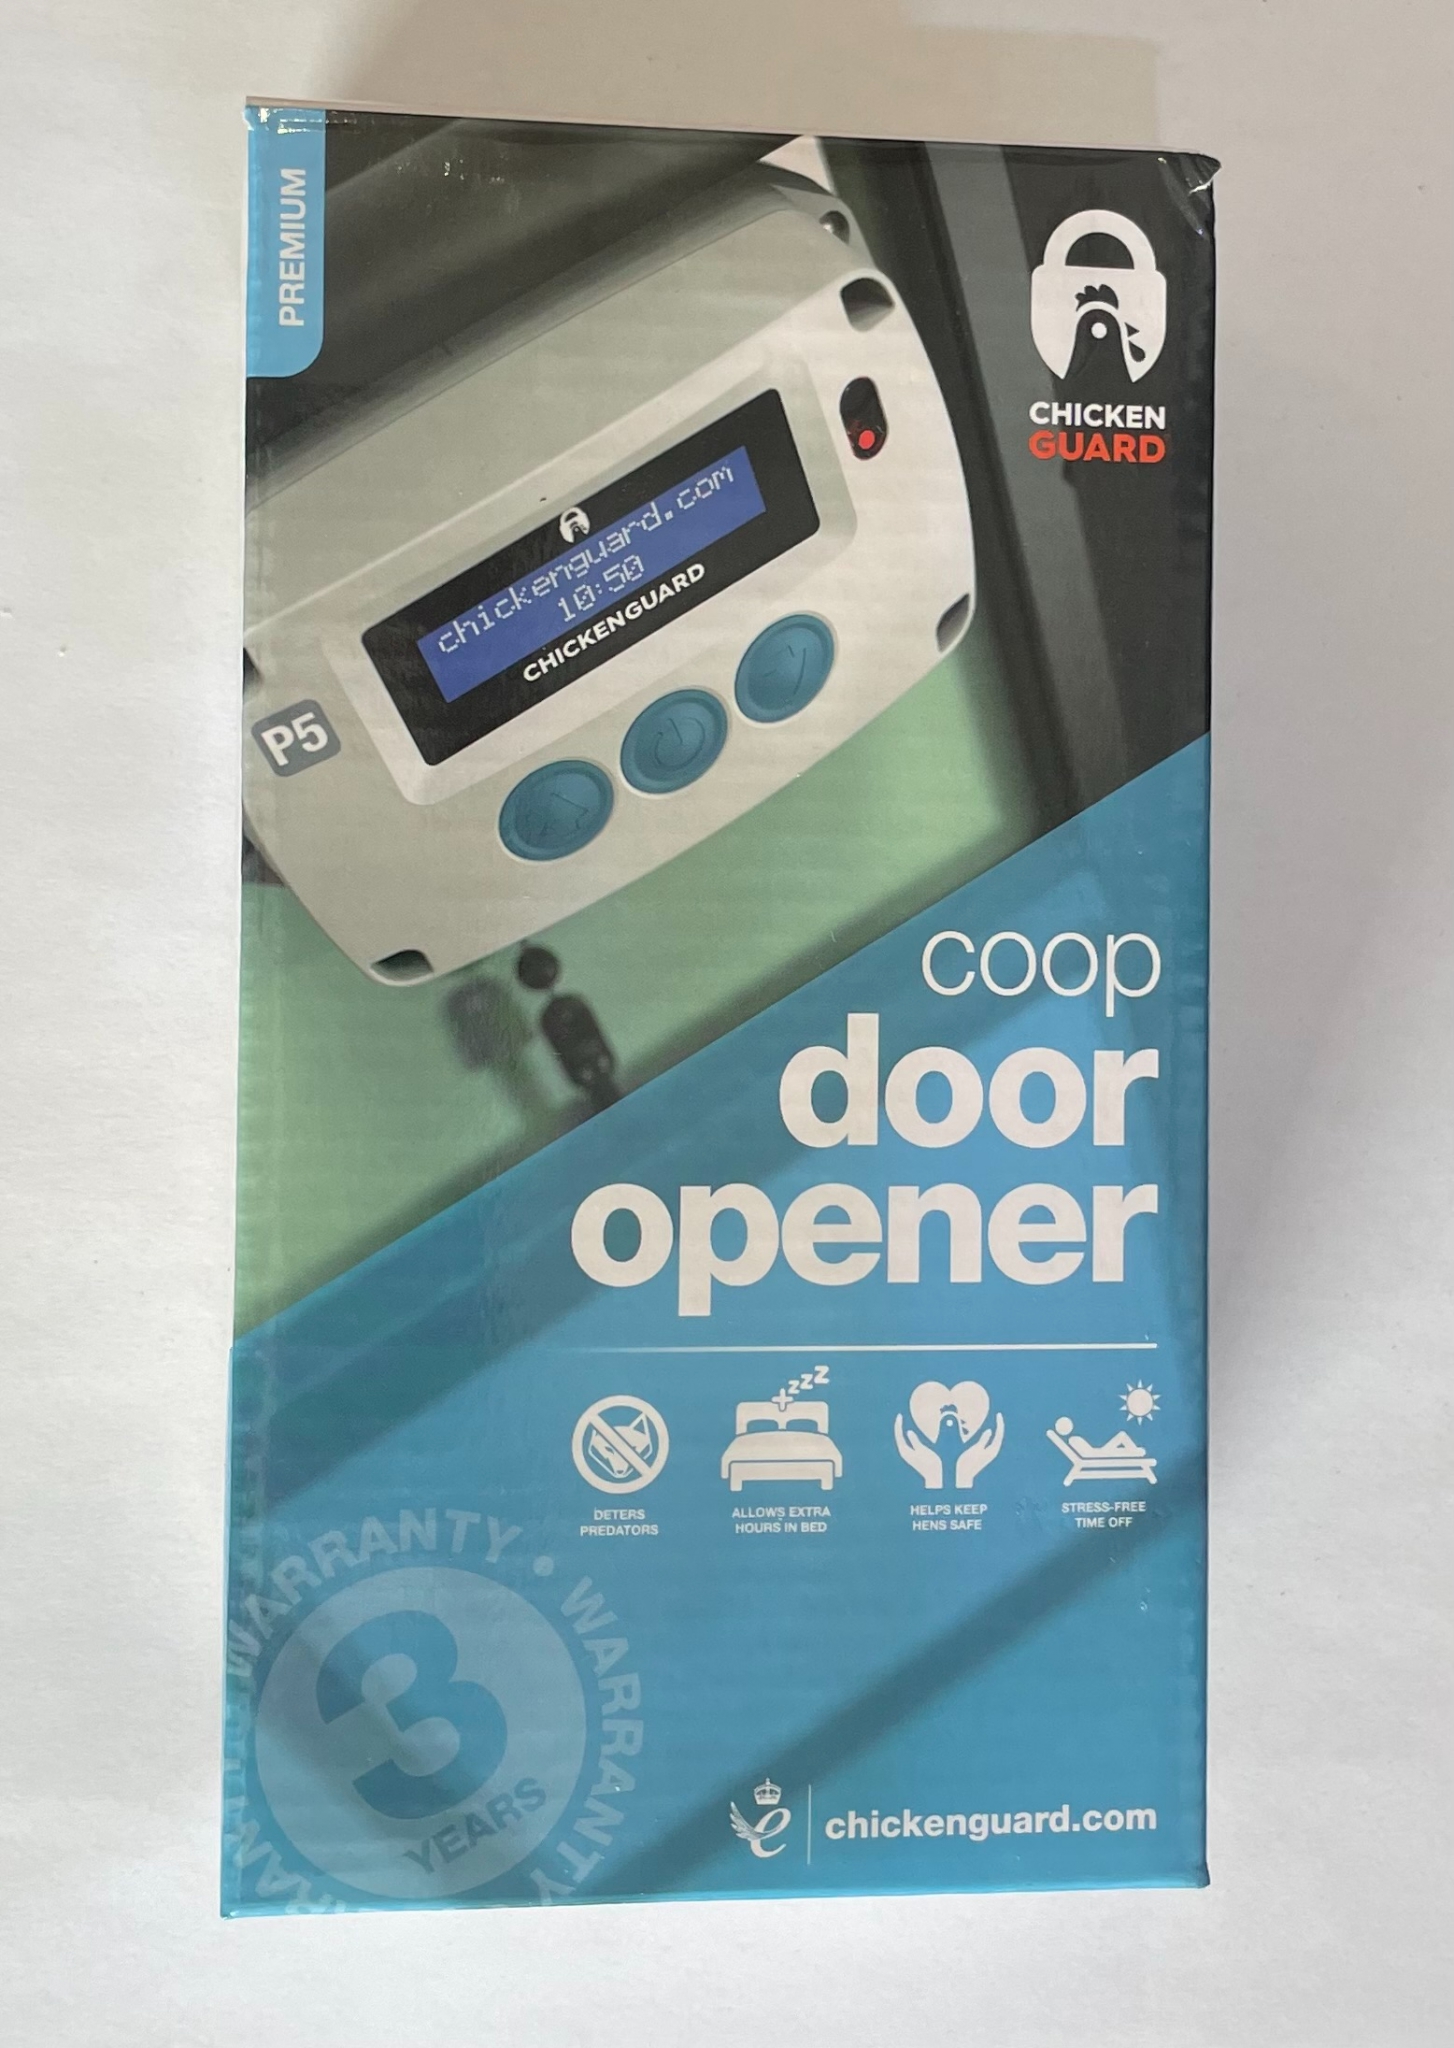 PREMIUM
CHICKEN
GUARD
chickenguard.com
10:50
CHICKENGUARD
P5
coop
door
opener
zzz
DETERS
PREDATORS
ALLOWS EXTRA
HOURS IN BED
HELPS KEEP
HENS SAFE
STRESS-FREE
TIME OFF
WARRANTY • WARRANTY
3
YEARS
e
chickenguard.com